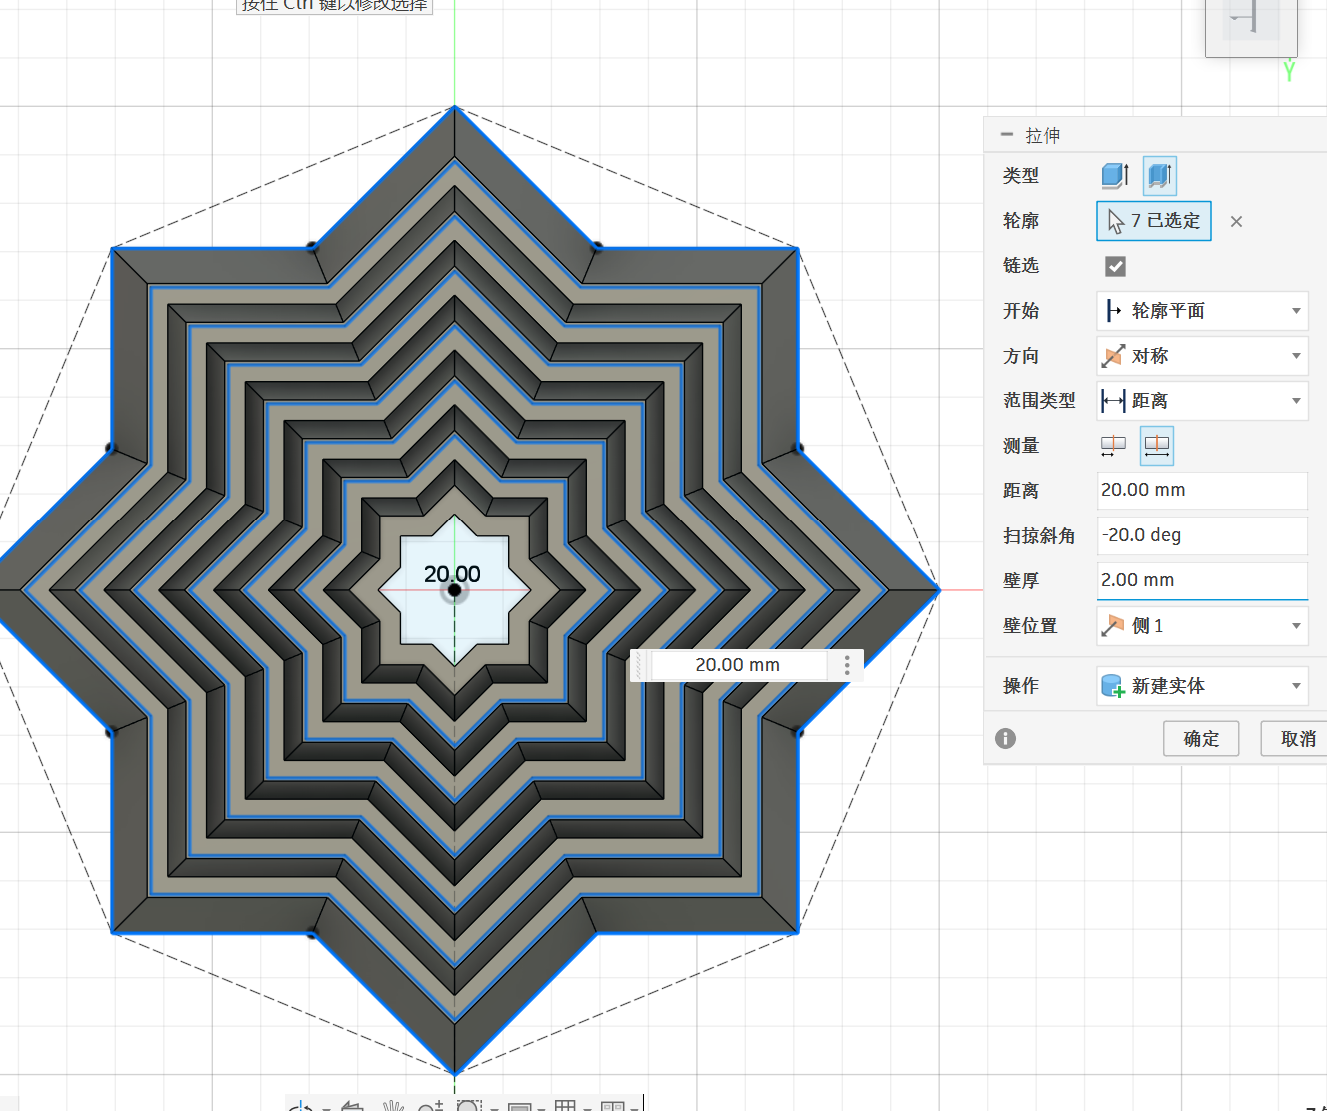 按住 Ctrl 键以修改选择
Y
拉伸
类型
轮廓 7 已选定
链选
开始 轮廓平面
方向 对称
范围类型 距离
测量
距离 20.00 mm
扫掠斜角 -20.0 deg
20.00
壁厚 2.00 mm
壁位置 侧 1
20.00 mm
操作 新建实体
确定 取消